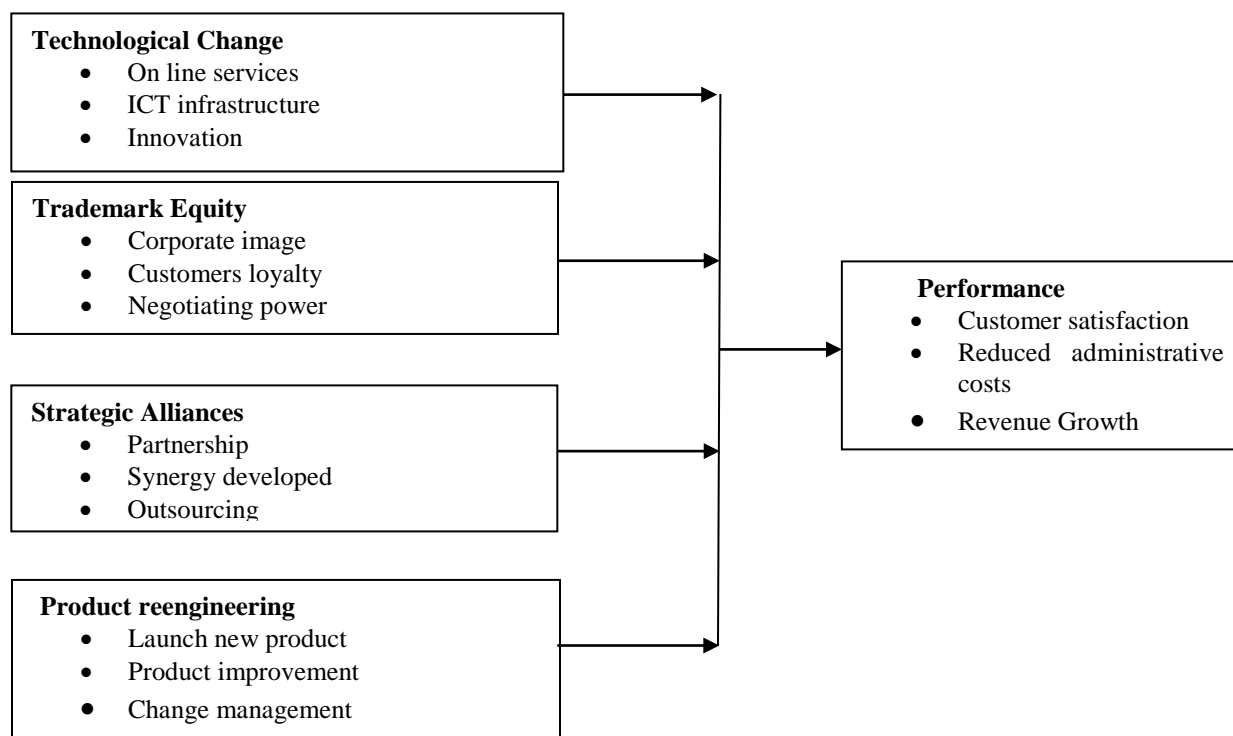 Technological Change
• On line services
• ICT infrastructure
• Innovation
Trademark Equity
• Corporate image
• Customers loyalty
• Negotiating power
Strategic Alliances
• Partnership
• Synergy developed
• Outsourcing
Product reengineering
• Launch new product
• Product improvement
• Change management
Performance
• Customer satisfaction
• Reduced administrative
costs
• Revenue Growth